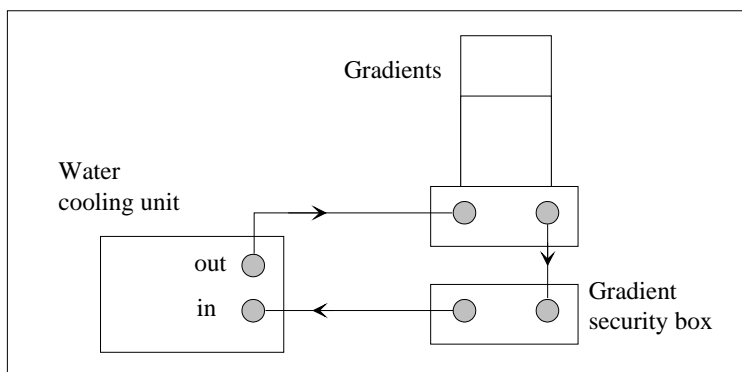 Gradients
Water
cooling unit
out
in
Gradient
security box